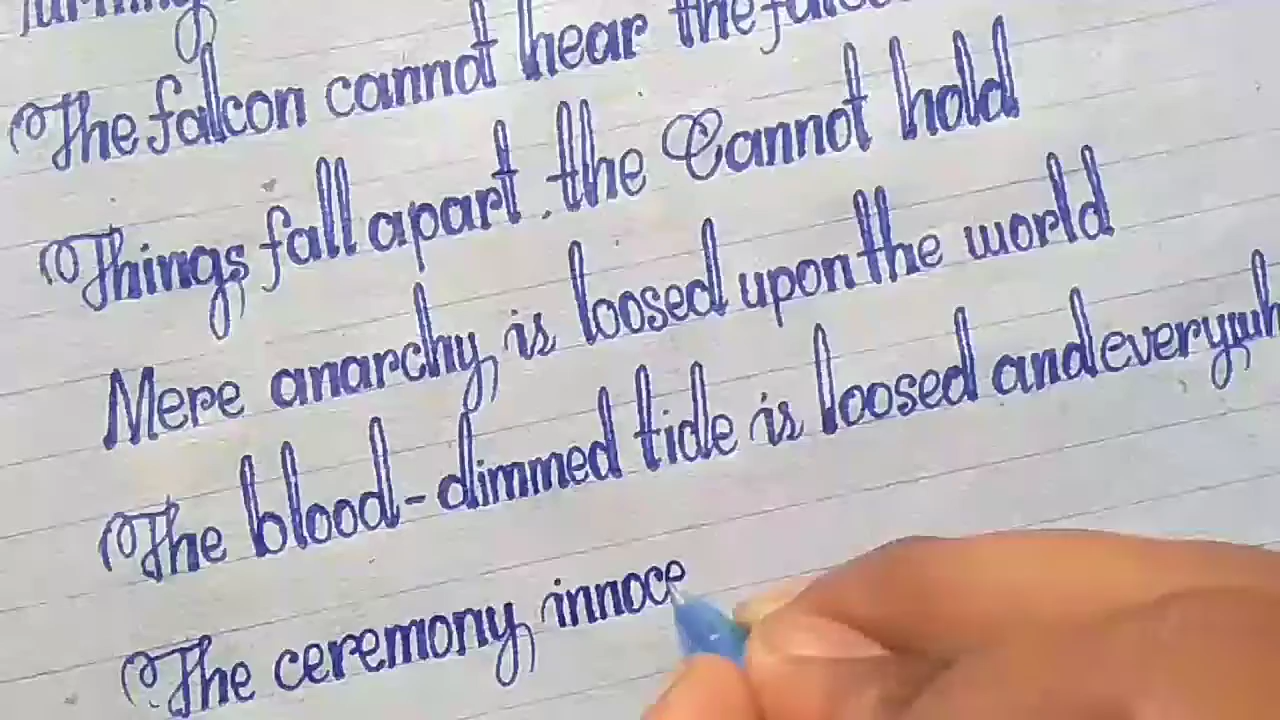 The falcon cannot hear the
Things fall apart. the Cannot hold
Mere anarchy is loosed upon the world
The blood-dimmed tide is loosed and everywh
The ceremony innoce